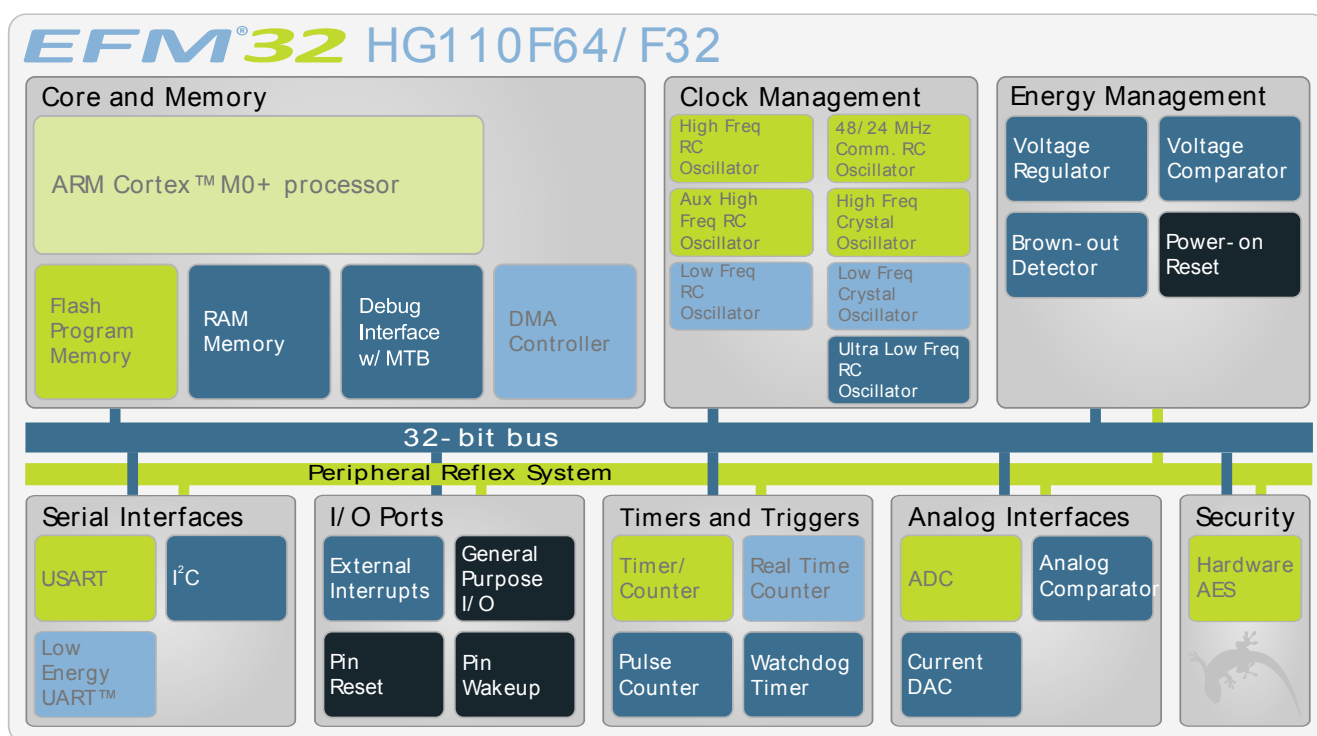 EFM®32 HG110F64/ F32
Core and Memory
ARM Cortex™ M0+ processor
Flash
Program
Memory
RAM
Memory
Debug
Interface
w/ MTB
DMA
Controller
Clock Management
High Freq
RC
Oscillator
48/ 24 MHz
Comm. RC
Oscillator
Aux High
Freq RC
Oscillator
High Freq
Crystal
Oscillator
Low Freq
RC
Oscillator
Low Freq
Crystal
Oscillator
Ultra Low Freq
RC
Oscillator
Energy Management
Voltage
Regulator
Voltage
Comparator
Brown- out
Detector
Power- on
Reset
32- bit bus
Peripheral Reflex System
Serial Interfaces
USART
I²C
Low
Energy
UART™
I/ O Ports
External
Interrupts
General
Purpose
I/ O
Pin
Reset
Pin
Wakeup
Timers and Triggers
Timer/
Counter
Real Time
Counter
Pulse
Counter
Watchdog
Timer
Analog Interfaces
ADC
Analog
Comparator
Current
DAC
Security
Hardware
AES